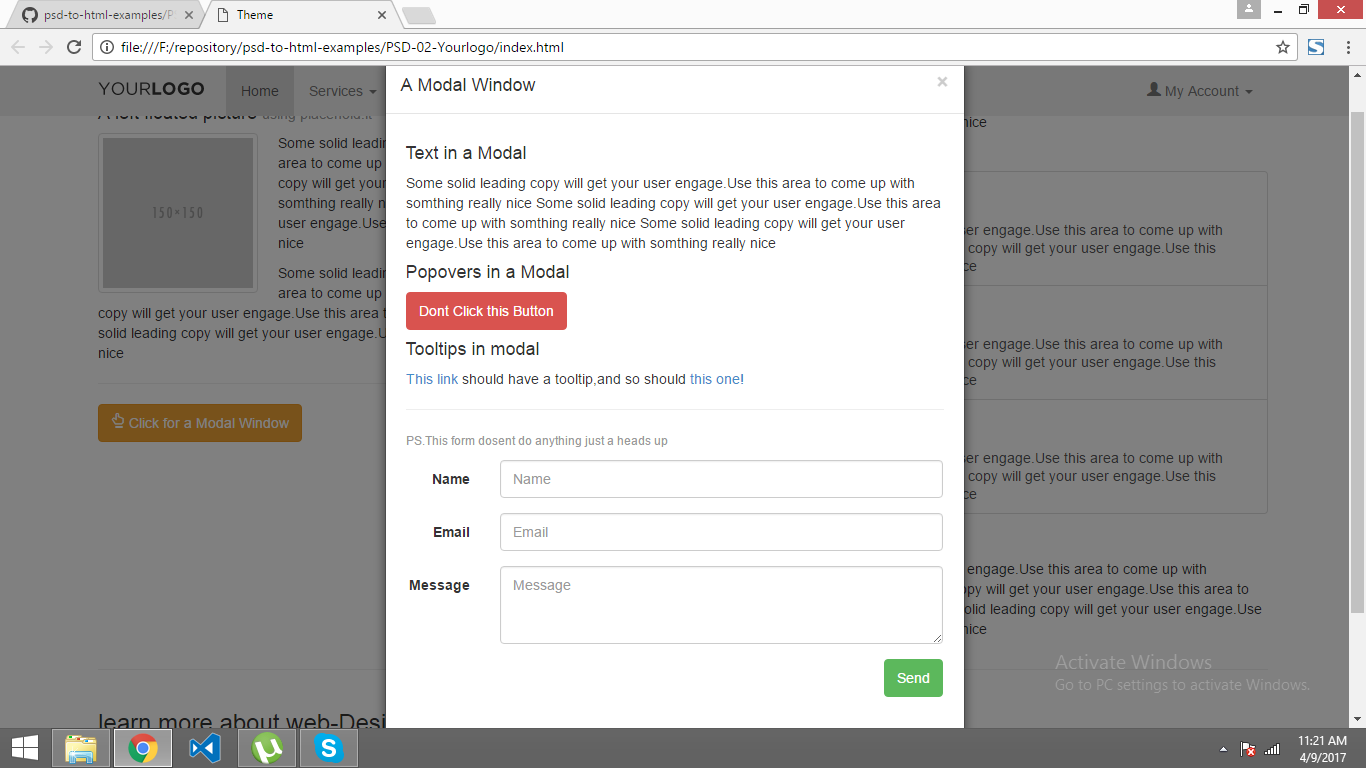 psd-to-html-examples/P
Theme
file:///F:/repository/psd-to-html-examples/PSD-02-Yourlogo/index.html
YOURLOGO
Home
Services
My Account
A Modal Window
×
A left floated picture using placehold.it
nice
150×150
Some solid leadi
area to come up
copy will get your
somthing really n
user engage.Use
nice
Some solid leadi
area to come up
copy will get your user engage.Use this area t
solid leading copy will get your user engage.U
nice
Click for a Modal Window
Text in a Modal
Some solid leading copy will get your user engage.Use this area to come up with
somthing really nice Some solid leading copy will get your user engage.Use this area
to come up with somthing really nice Some solid leading copy will get your user
engage.Use this area to come up with somthing really nice
Popovers in a Modal
Dont Click this Button
Tooltips in modal
This link should have a tooltip,and so should this one!
PS.This form dosent do anything just a heads up
Name
Name
Email
Email
Message
Message
Send
er engage.Use this area to come up with
copy will get your user engage.Use this
ce
er engage.Use this area to come up with
copy will get your user engage.Use this
ce
er engage.Use this area to come up with
copy will get your user engage.Use this
ce
engage.Use this area to come up with
py will get your user engage.Use this area to
olid leading copy will get your user engage.Use
nice
Activate Windows
Go to PC settings to activate Windows.
learn more about web-Desi
11:21 AM
4/9/2017